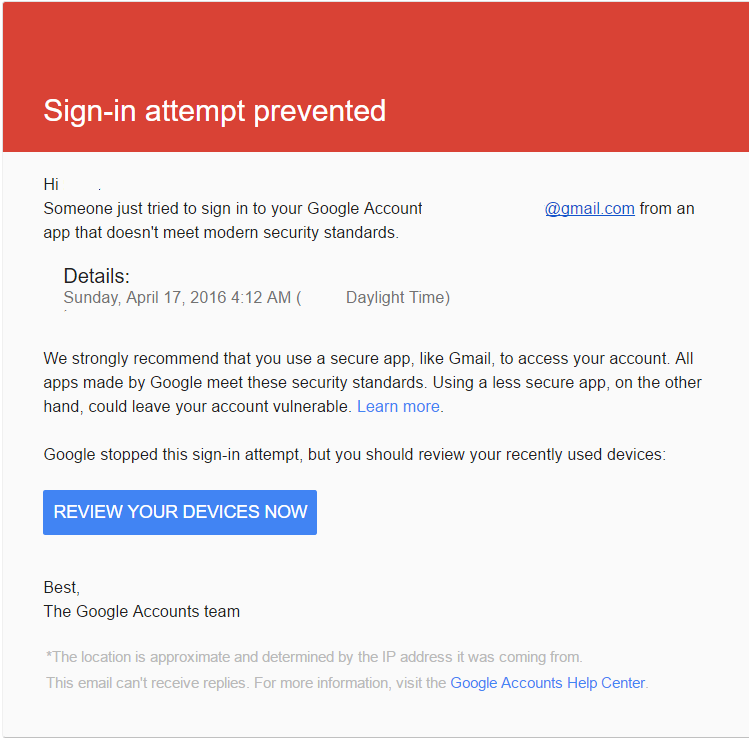 Sign-in attempt prevented
Hi .
Someone just tried to sign in to your Google Account @gmail.com from an
app that doesn't meet modern security standards.
Details:
Sunday, April 17, 2016 4:12 AM ( Daylight Time)
We strongly recommend that you use a secure app, like Gmail, to access your account. All
apps made by Google meet these security standards. Using a less secure app, on the other
hand, could leave your account vulnerable. Learn more.
Google stopped this sign-in attempt, but you should review your recently used devices:
REVIEW YOUR DEVICES NOW
Best,
The Google Accounts team
*The location is approximate and determined by the IP address it was coming from.
This email can't receive replies. For more information, visit the Google Accounts Help Center.